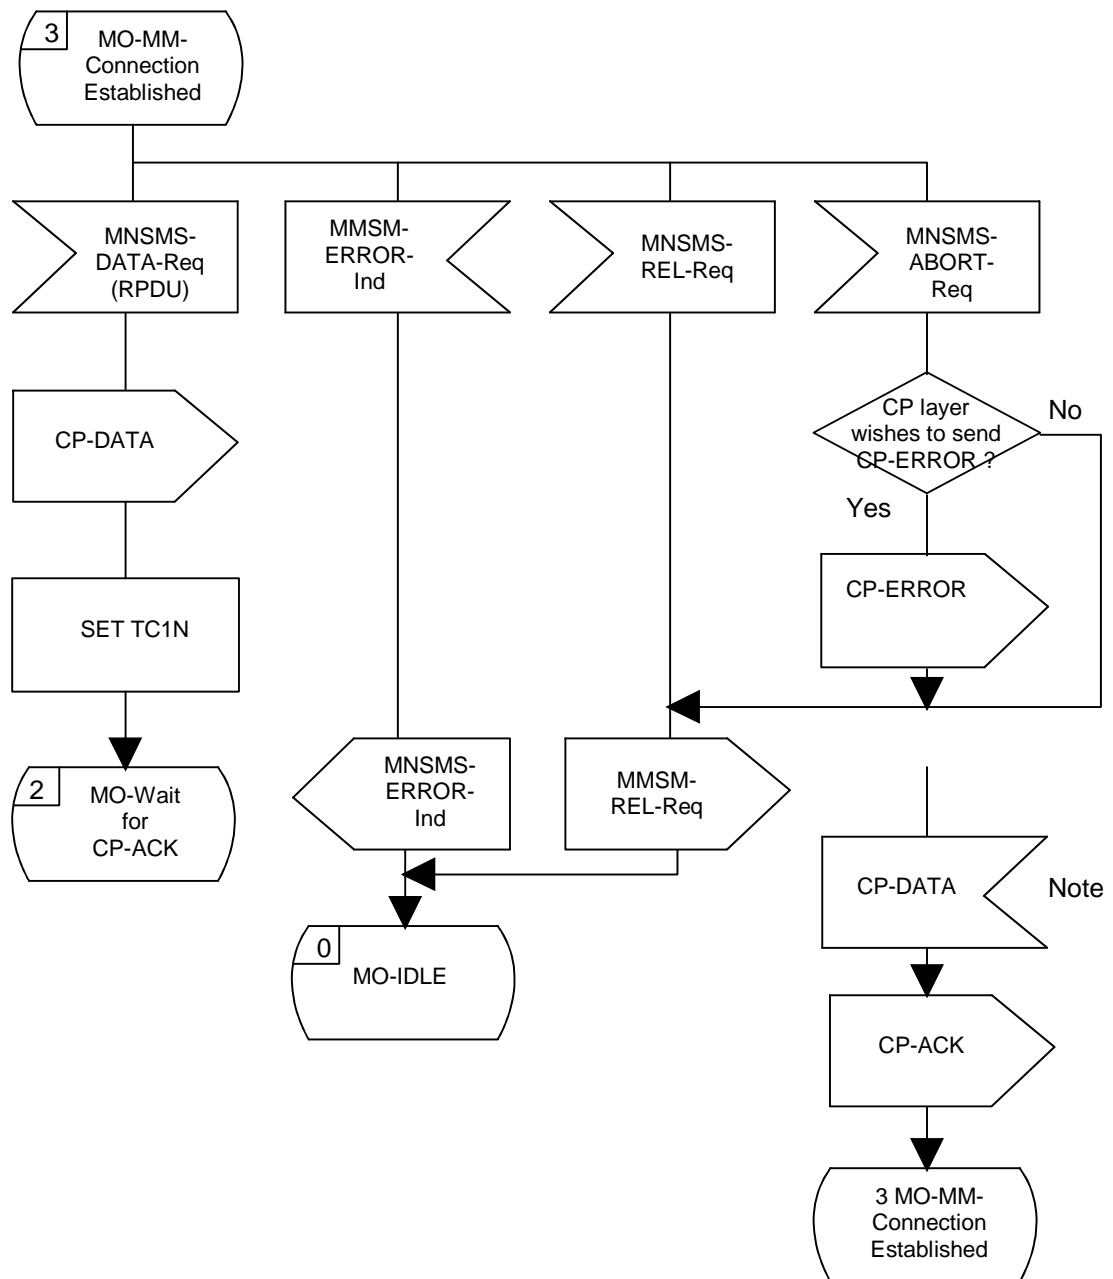 3
MO-MM-
Connection
Established
MNSMS-
DATA-Req
(RPDU)
MMSM-
ERROR-
Ind
MNSMS-
REL-Req
MNSMS-
ABORT-
Req
CP-DATA
CP layer
wishes to send
CP-ERROR ?
No
Yes
SET TC1N
CP-ERROR
2
MO-Wait
for
CP-ACK
MNSMS-
ERROR-
Ind
MMSM-
REL-Req
CP-DATA
Note
0
MO-IDLE
CP-ACK
3 MO-MM-
Connection
Established